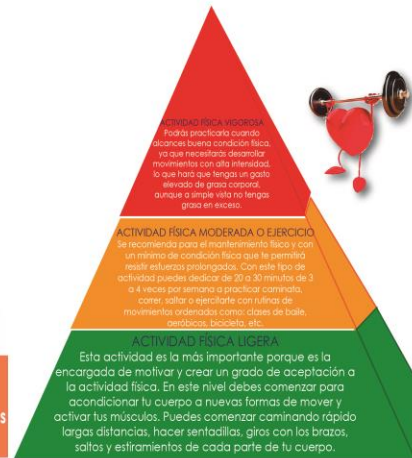 ACTIVIDAD FÍSICA VIGOROSA
Podrás practicarla cuando
alcances buena condición física,
ya que necesitarás desarrollar
movimientos con alta intensidad,
lo que hará que tengas un gasto
elevado de grasa corporal,
aunque a simple vista no tengas
grasa en exceso.
ACTIVIDAD FÍSICA MODERADA O EJERCICIO
Se recomienda para el mantenimiento físico y con
un mínimo de condición física que te permitirá
resistir esfuerzos prolongados. Con este tipo de
actividad puedes dedicar de 20 a 30 minutos de 3
a 4 veces por semana a practicar caminata,
correr, saltar o ejercitarte con rutinas de
movimientos ordenados como: clases de baile,
aeróbicos, bicicleta, etc.
ACTIVIDAD FÍSICA LIGERA
Esta actividad es la más importante porque es la
encargada de motivar y crear un grado de aceptación a
la actividad física. En este nivel debes comenzar para
acondicionar tu cuerpo a nuevas formas de mover y
activar tus músculos. Puedes comenzar caminando rápido
largas distancias, hacer sentadillas, giros con los brazos,
saltos y estiramientos de cada parte de tu cuerpo.